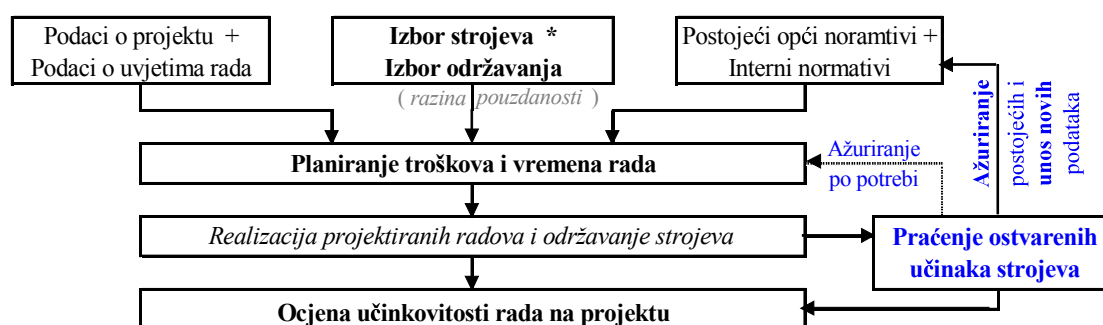 Podaci o projektu +
Podaci o uvjetima rada
Izbor strojeva *
Izbor održavanja
( razina pouzdanosti )
Postojeći opći noramtivi +
Interni normativi
Ažuriranje
postojećih i
unos novih
podataka
Planiranje troškova i vremena rada
Ažuriranje
po potrebi
Realizacija projektiranih radova i održavanje strojeva
Praćenje ostvarenih
učinaka strojeva
Ocjena učinkovitosti rada na projektu